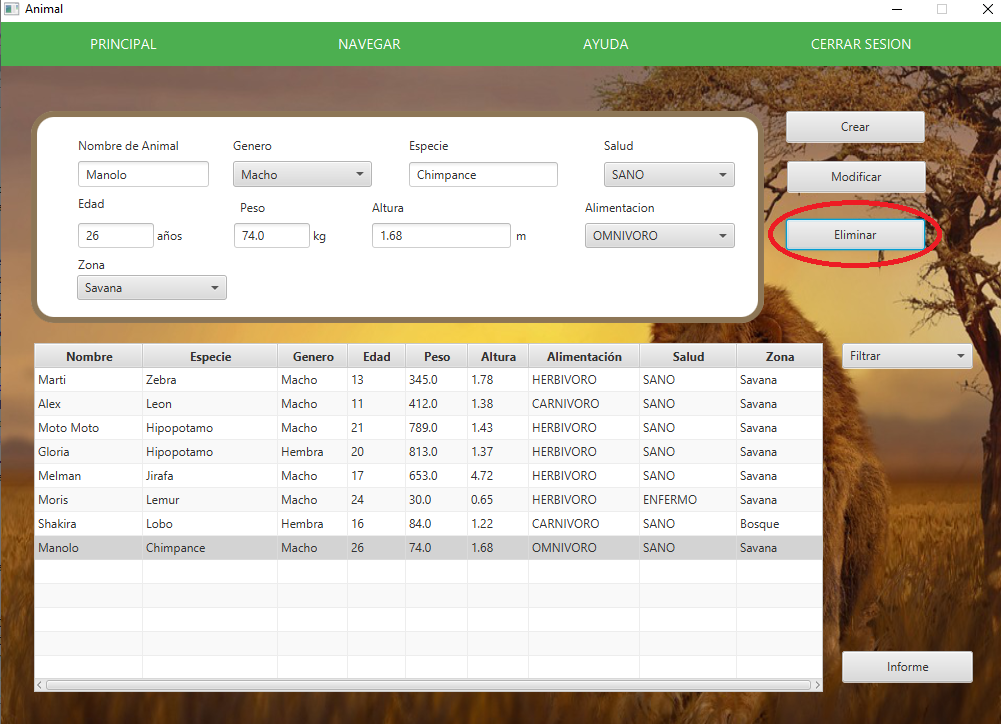 Animal
PRINCIPAL NAVEGAR AYUDA CERRAR SESION
Nombre de Animal Genero Especie Salud
Manolo Macho Chimpance SANO
Edad Peso Altura Alimentacion
26 años 74.0 kg 1.68 m OMNIVORO
Zona
Savana
Crear
Modificar
Eliminar
Nombre Especie Genero Edad Peso Altura Alimentación Salud Zona
Marti Zebra Macho 13 345.0 1.78 HERBIVORO SANO Savana
Alex Leon Macho 11 412.0 1.38 CARNIVORO SANO Savana
Moto Moto Hipopotamo Macho 21 789.0 1.43 HERBIVORO SANO Savana
Gloria Hipopotamo Hembra 20 813.0 1.37 HERBIVORO SANO Savana
Melman Jirafa Macho 17 653.0 4.72 HERBIVORO SANO Savana
Moris Lemur Macho 24 30.0 0.65 HERBIVORO ENFERMO Savana
Shakira Lobo Hembra 16 84.0 1.22 CARNIVORO SANO Bosque
Manolo Chimpance Macho 26 74.0 1.68 OMNIVORO SANO Savana
Filtrar
Informe